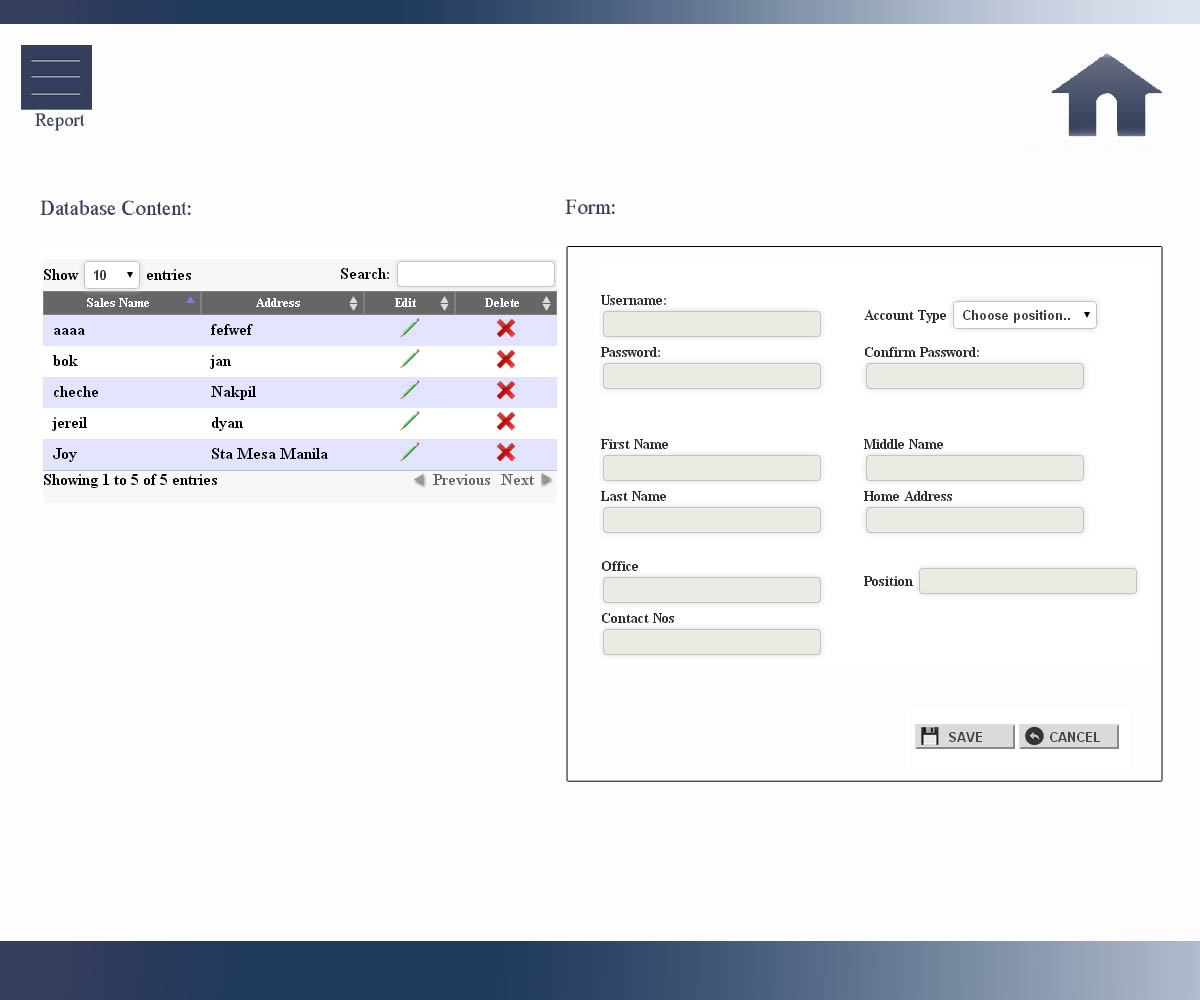 Report
Database Content:
Show 10 entries Search:
Sales Name Address Edit Delete
aaaa fefwef
bok jan
cheche Nakpil
jereil dyan
Joy Sta Mesa Manila
Showing 1 to 5 of 5 entries Previous Next
Form:
Username:
Account Type Choose position..
Password: Confirm Password:
First Name Middle Name
Last Name Home Address
Office
Position
Contact Nos
SAVE CANCEL